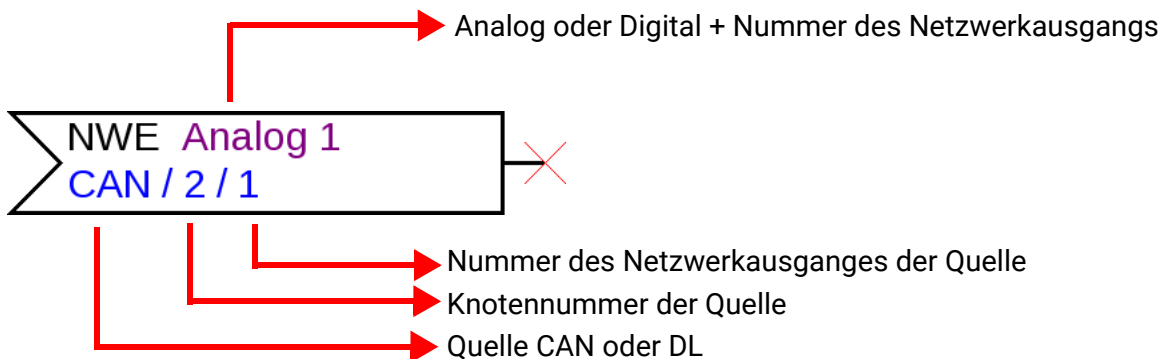 Analog oder Digital + Nummer des Netzwerkausgangs
NWE Analog 1
CAN / 2 / 1
Nummer des Netzwerkausganges der Quelle
Knotennummer der Quelle
Quelle CAN oder DL